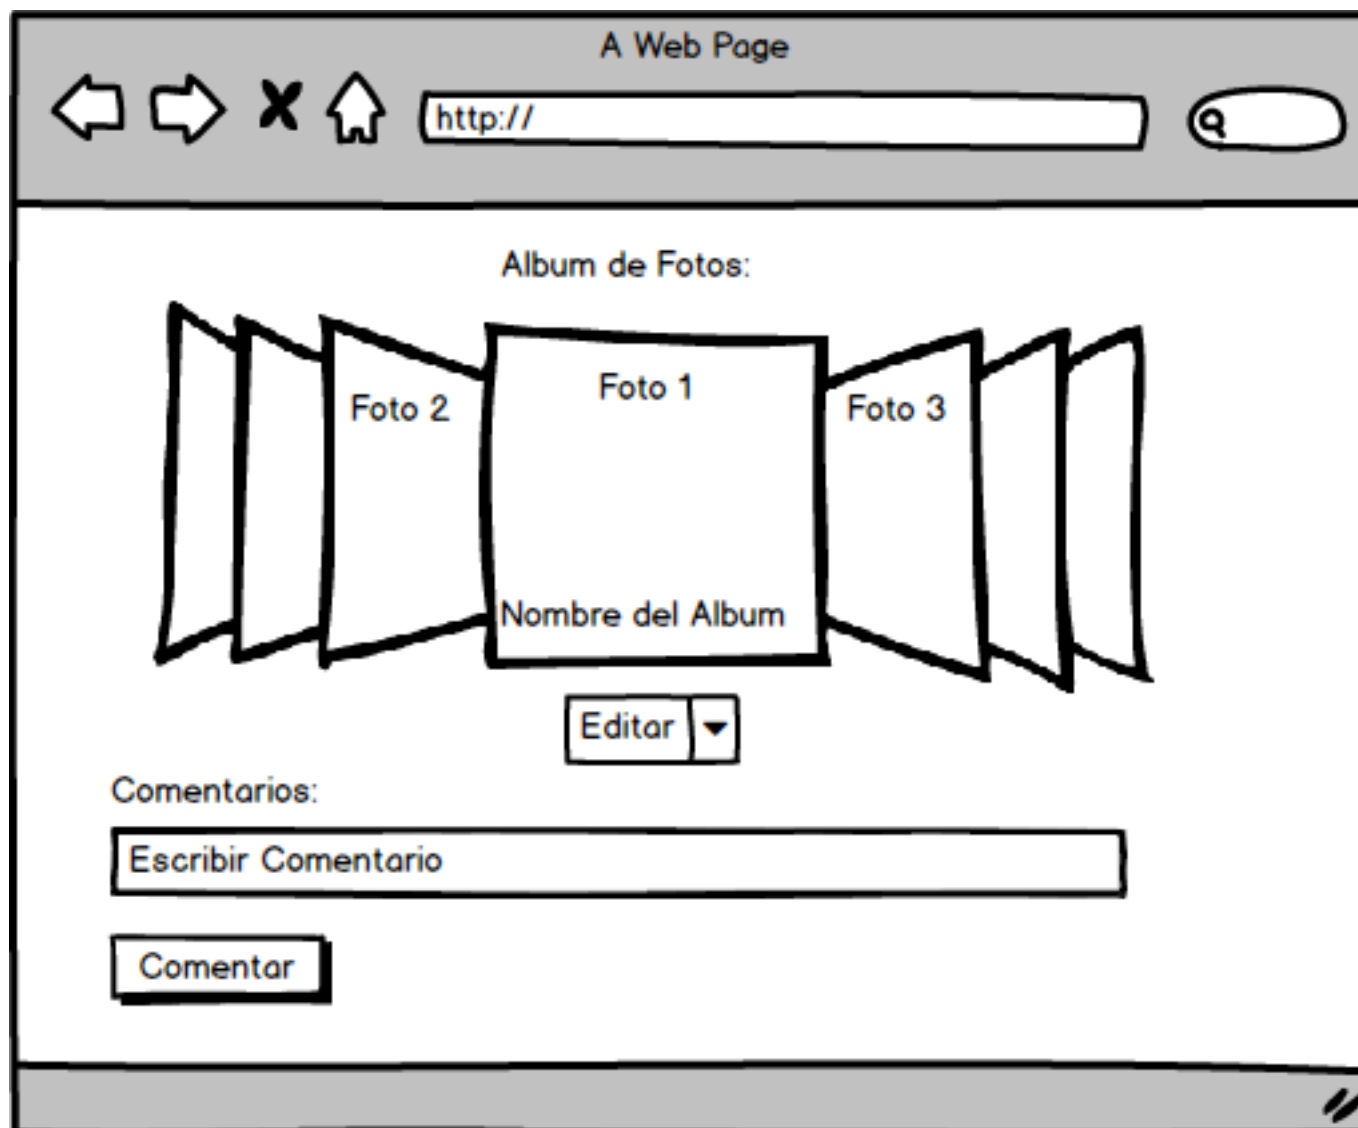 A Web Page
http://
Album de Fotos:
Foto 2
Foto 1
Foto 3
Nombre del Album
Editar
Comentarios:
Escribir Comentario
Comentar